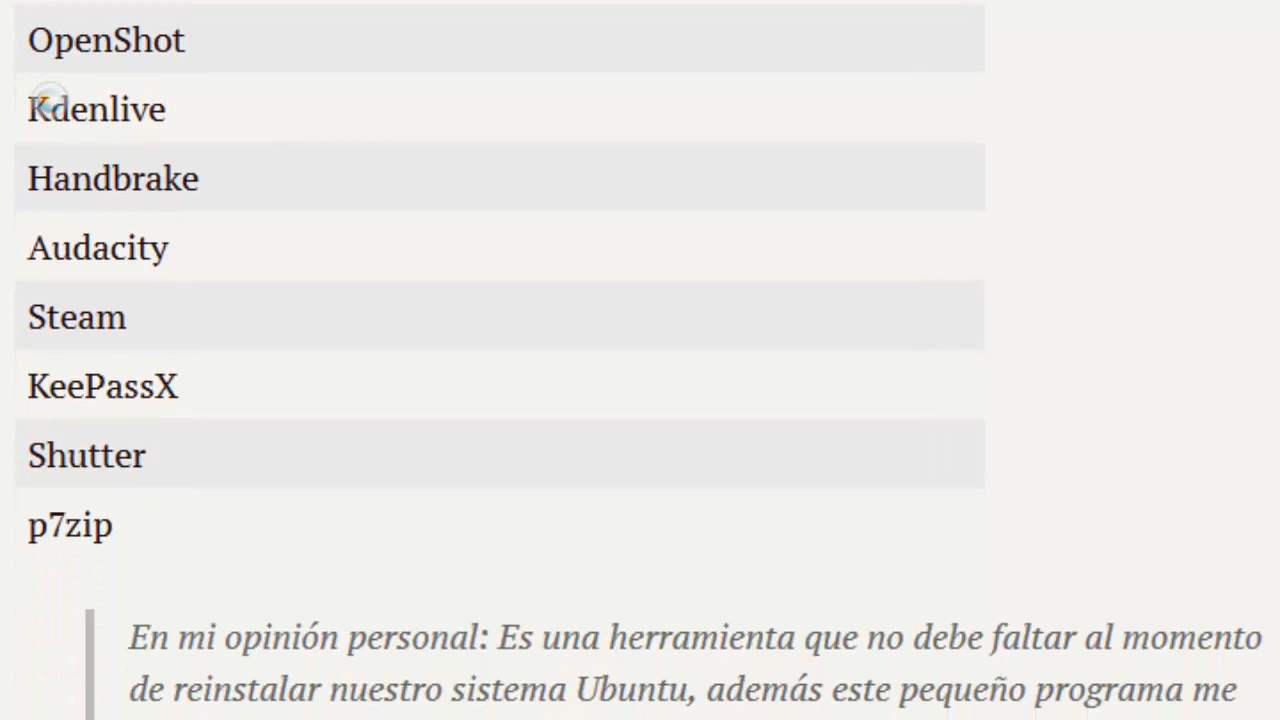 OpenShot
Kdenlive
Handbrake
Audacity
Steam
KeePassX
Shutter
p7zip
En mi opinión personal: Es una herramienta que no debe faltar al momento
de reinstalar nuestro sistema Ubuntu, además este pequeño programa me